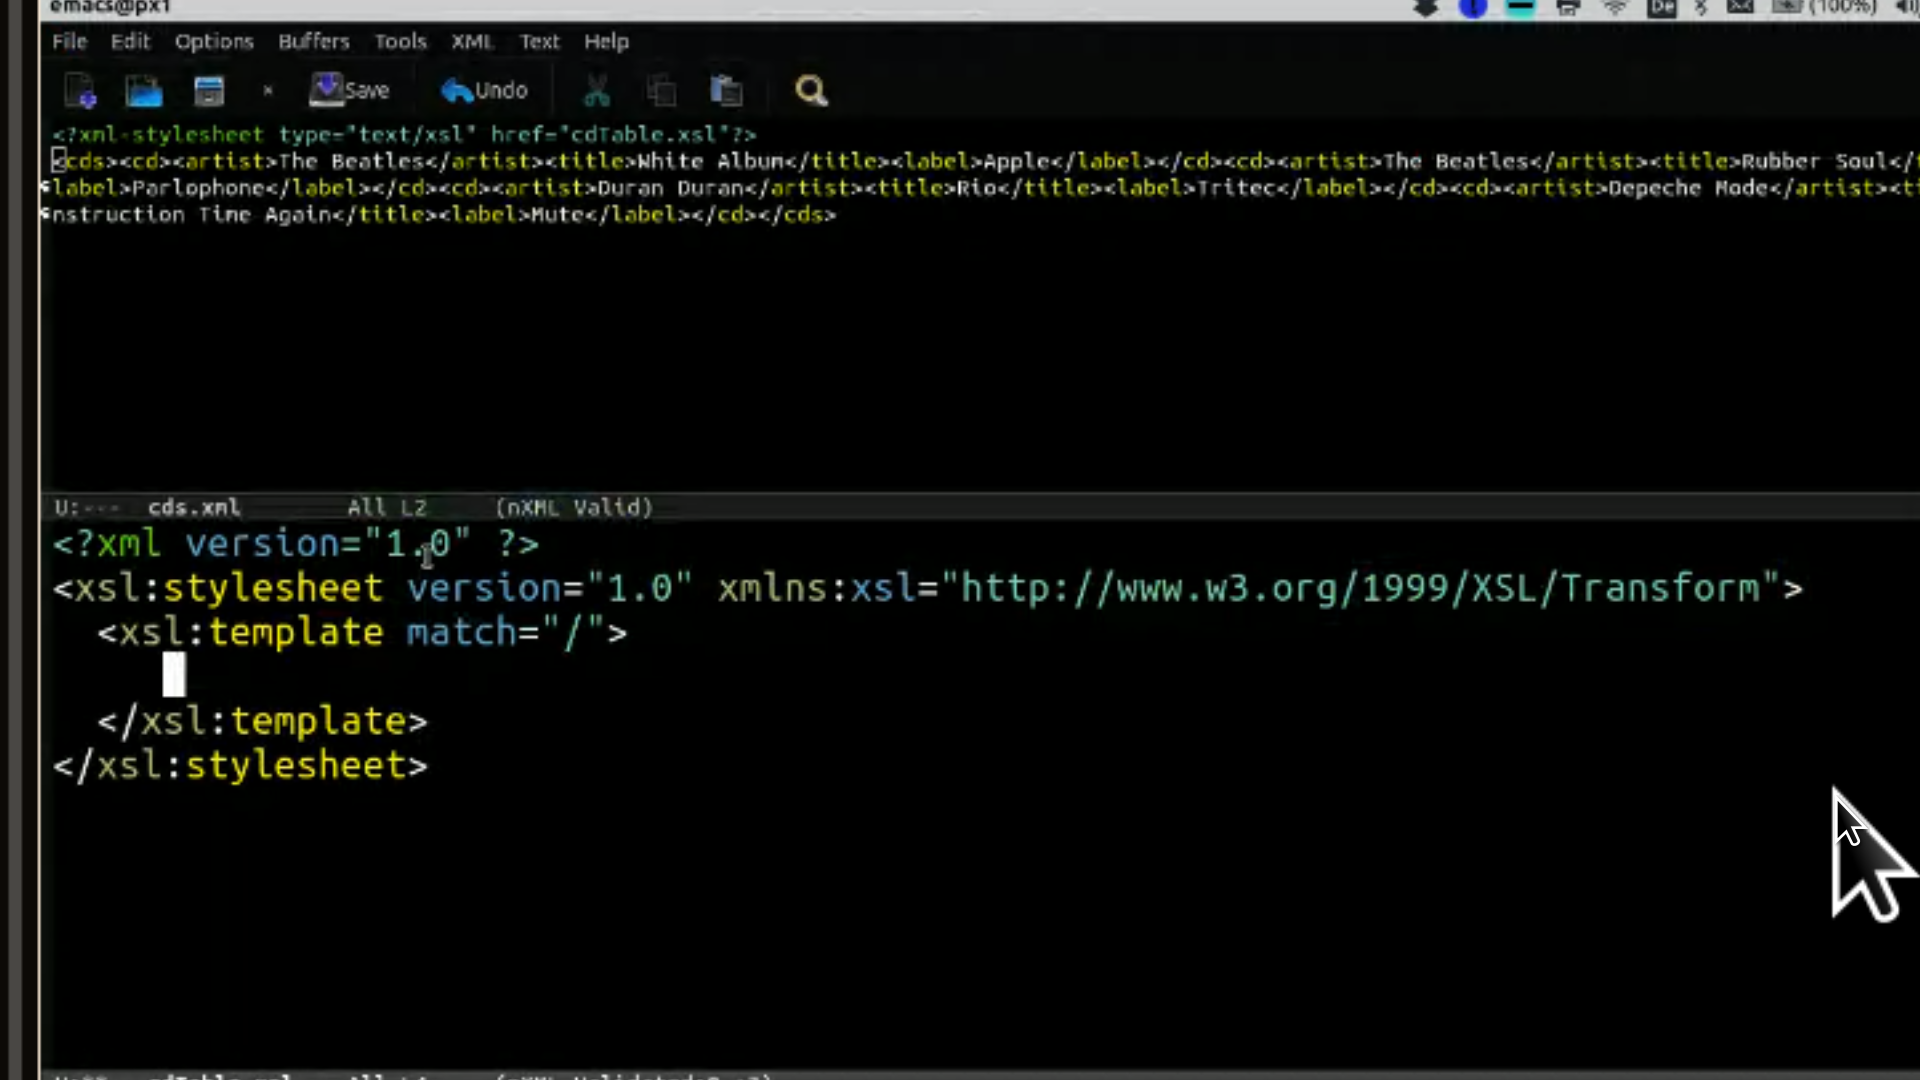 emacs@px1
(100%)
File Edit Options Buffers Tools XML Text Help
Save Undo
<?xml-stylesheet type="text/xsl" href="cdTable.xsl"?>
<cds><cd><artist>The Beatles</artist><title>White Album</title><label>Apple</label></cd><cd><artist>The Beatles</artist><title>Rubber Soul</
label>Parlophone</label></cd><cd><artist>Duran Duran</artist><title>Rio</title><label>Tritec</label></cd><cd><artist>Depeche Mode</artist><ti
nstruction Time Again</title><label>Mute</label></cd></cds>
U:--- cds.xml All L2 (nXML Valid)
<?xml version="1.0" ?>
<xsl:stylesheet version="1.0" xmlns:xsl="http://www.w3.org/1999/XSL/Transform">
<xsl:template match="/">
</xsl:template>
</xsl:stylesheet>